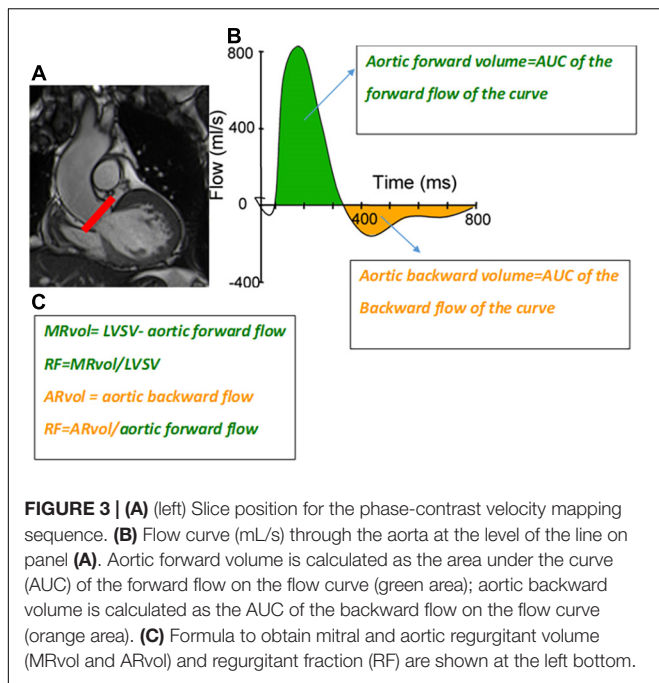 B
800
400
0
-400
Flow (ml/s)
Time (ms)
400
800
A
Aortic forward volume=AUC of the
forward flow of the curve
Aortic backward volume=AUC of the
Backward flow of the curve
C
MRvol= LVSV- aortic forward flow
RF=MRvol/LVSV
ARvol = aortic backward flow
RF=ARvol/aortic forward flow
FIGURE 3 | (A) (left) Slice position for the phase-contrast velocity mapping
sequence. (B) Flow curve (mL/s) through the aorta at the level of the line on
panel (A). Aortic forward volume is calculated as the area under the curve
(AUC) of the forward flow on the flow curve (green area); aortic backward
volume is calculated as the AUC of the backward flow on the flow curve
(orange area). (C) Formula to obtain mitral and aortic regurgitant volume
(MRvol and ARvol) and regurgitant fraction (RF) are shown at the left bottom.